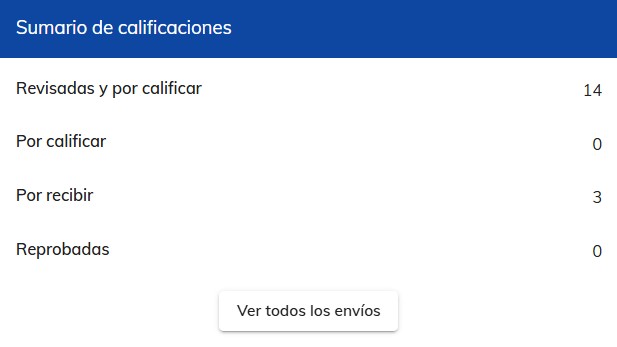 Sumario de calificaciones
Revisadas y por calificar 14
Por calificar 0
Por recibir 3
Reprobadas 0
Ver todos los envíos